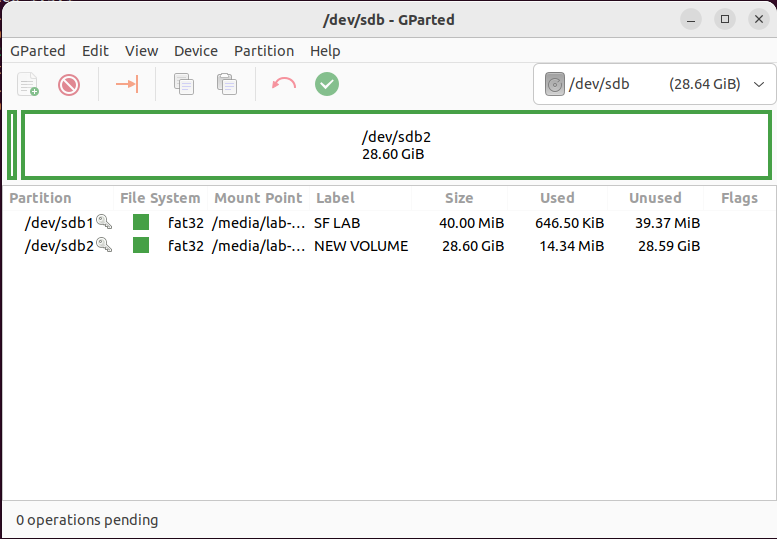 /dev/sdb - GParted
GParted Edit View Device Partition Help
/dev/sdb (28.64 GiB)
/dev/sdb2
28.60 GiB
Partition File System Mount Point Label Size Used Unused Flags
/dev/sdb1 fat32 /media/lab-... SF LAB 40.00 MiB 646.50 KiB 39.37 MiB
/dev/sdb2 fat32 /media/lab-... NEW VOLUME 28.60 GiB 14.34 MiB 28.59 GiB
0 operations pending